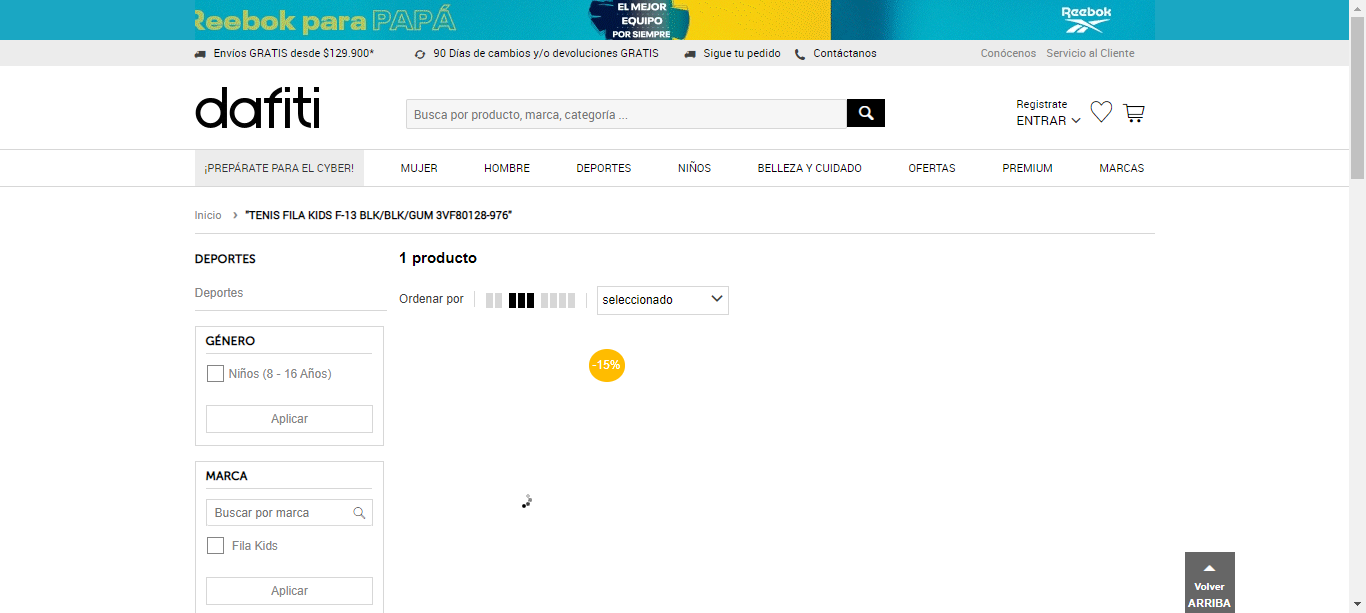 Reebok para PAPÁ
EL MEJOR
EQUIPO
POR SIEMPRE
Reebok
Envíos GRATIS desde $129.900*
90 Días de cambios y/o devoluciones GRATIS
Sigue tu pedido
Contáctanos
Conócenos
Servicio al Cliente
dafiti
Busca por producto, marca, categoría ...
Registrate
ENTRAR
¡PREPÁRATE PARA EL CYBER!
MUJER
HOMBRE
DEPORTES
NIÑOS
BELLEZA Y CUIDADO
OFERTAS
PREMIUM
MARCAS
Inicio > "TENIS FILA KIDS F-13 BLK/BLK/GUM 3VF80128-976"
DEPORTES
Deportes
1 producto
Ordenar por
seleccionado
GÉNERO
Niños (8 - 16 Años)
Aplicar
-15%
MARCA
Buscar por marca
Fila Kids
Aplicar
Volver
ARRIBA